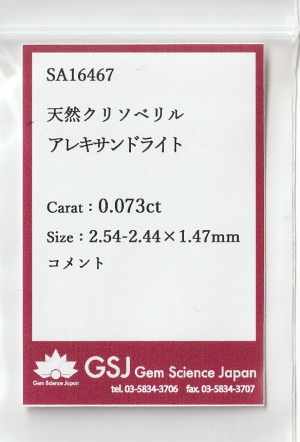 SA16467
天然クリソベリル
アレキサンドライト
Carat：0.073ct
Size：2.54-2.44×1.47mm
コメント
GSJ Gem Science Japan
Gem Science Japan
tel. 03-5834-3706 fax. 03-5834-3707